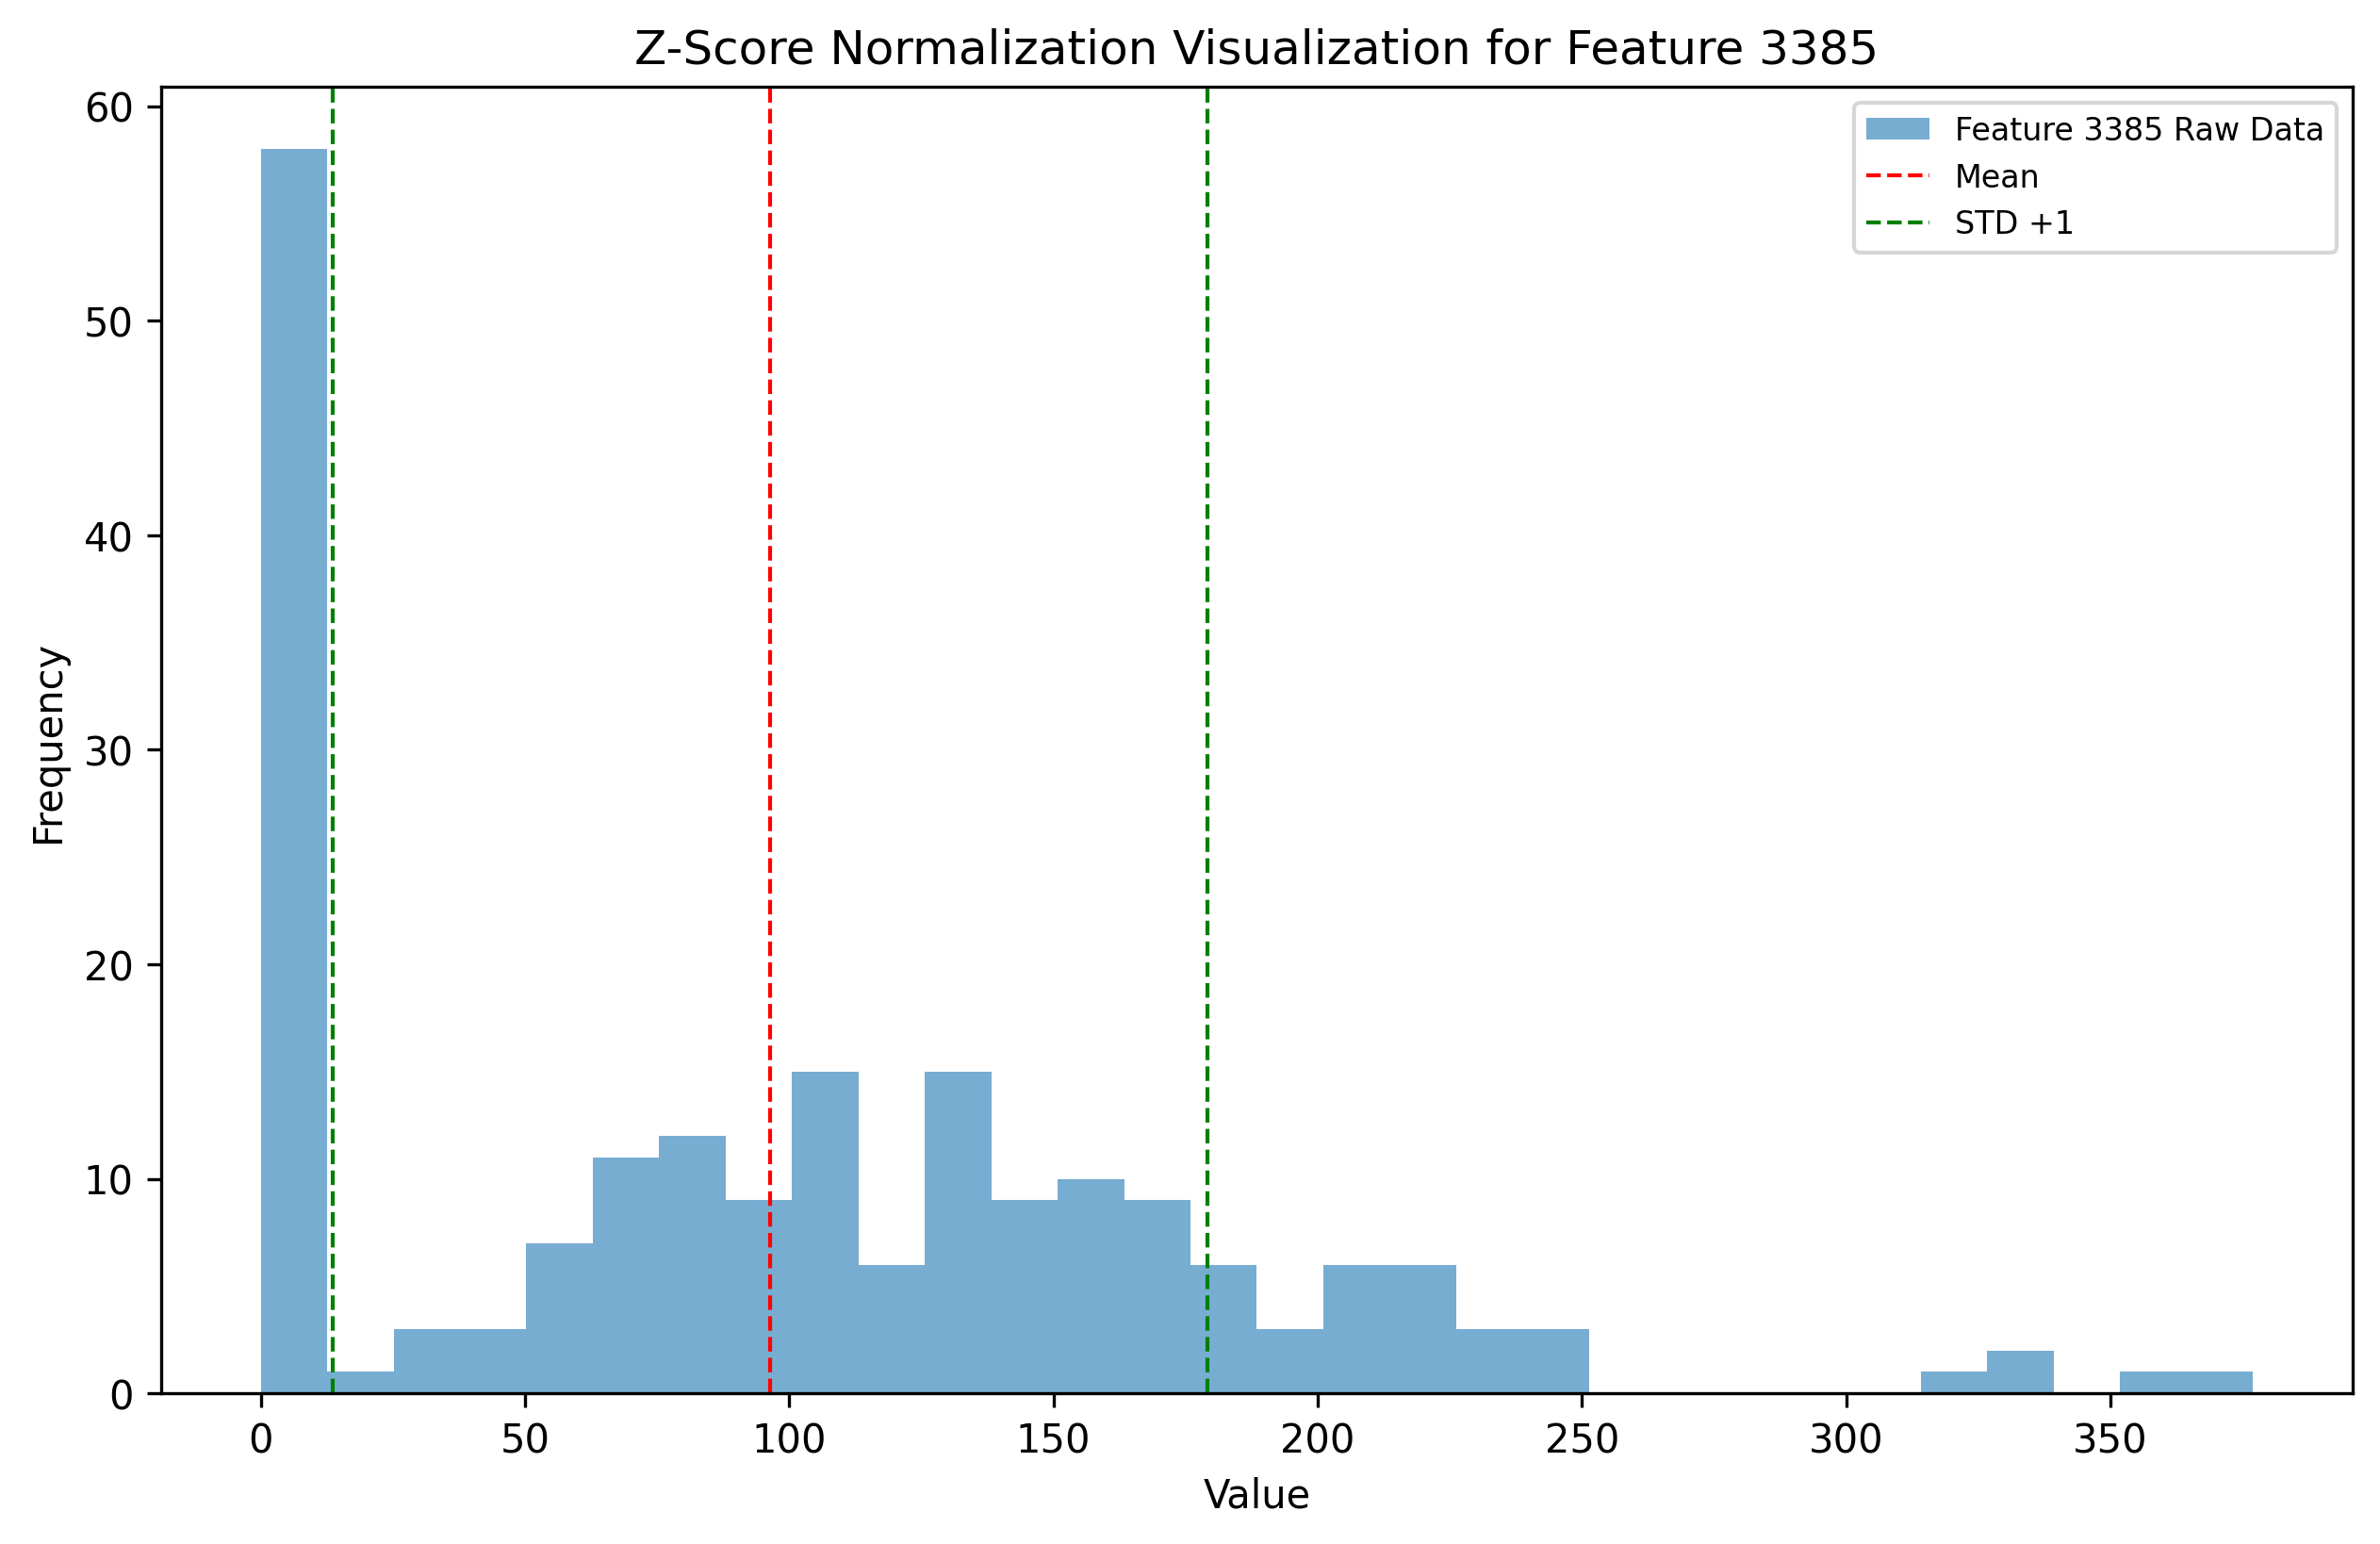 Z-Score Normalization Visualization for Feature 3385
Feature 3385 Raw Data
Mean
STD +1
60
50
40
30
20
10
0
Frequency
0 50 100 150 200 250 300 350
Value